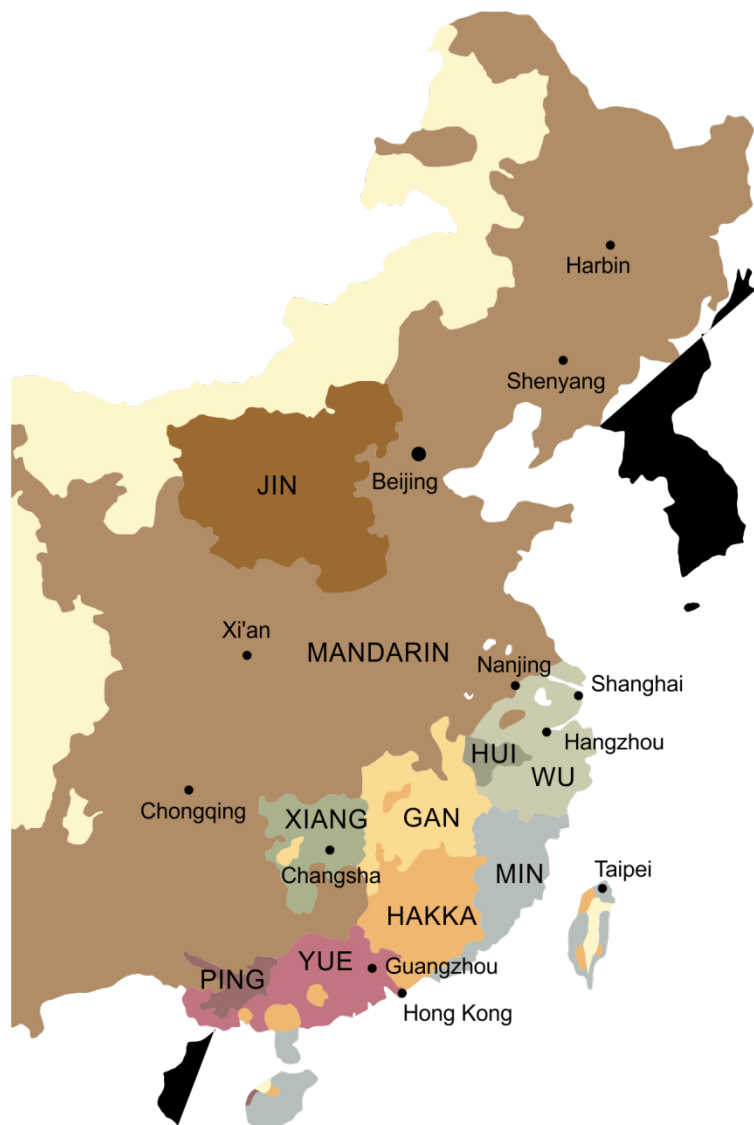 Harbin
Shenyang
JIN
Beijing
Xi'an
MANDARIN
Nanjing
Shanghai
HUI
Hangzhou
WU
Chongqing
XIANG
GAN
Changsha
MIN
Taipei
HAKKA
YUE
Guangzhou
PING
Hong Kong